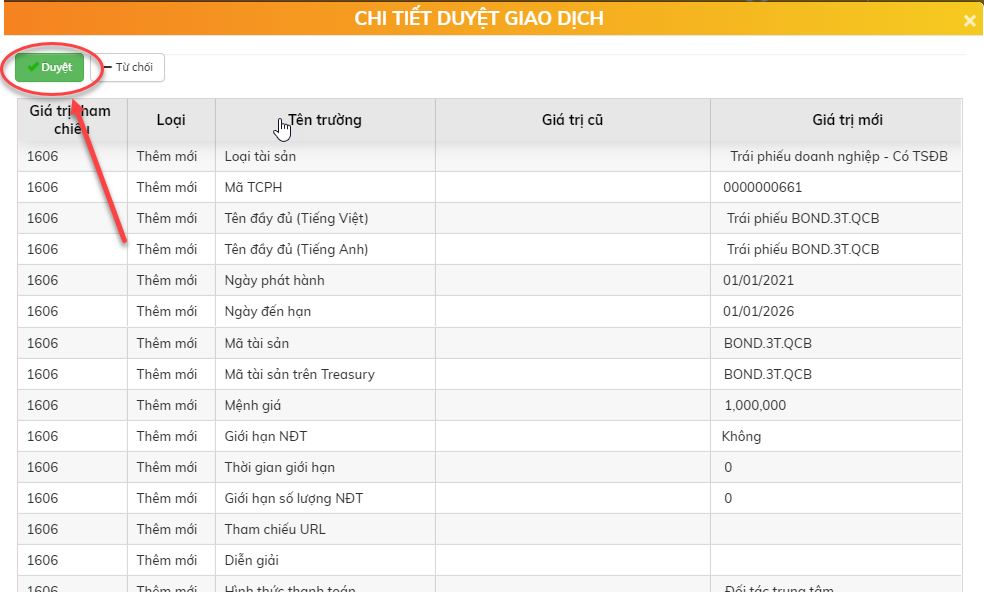 CHI TIẾT DUYỆT GIAO DỊCH
Duyệt Từ chối
Giá trị tham chiếu Loại Tên trường Giá trị cũ Giá trị mới
1606 Thêm mới Loại tài sản Trái phiếu doanh nghiệp - Có TSĐB
1606 Thêm mới Mã TCPH 0000000661
1606 Thêm mới Tên đầy đủ (Tiếng Việt) Trái phiếu BOND.3T.QCB
1606 Thêm mới Tên đầy đủ (Tiếng Anh) Trái phiếu BOND.3T.QCB
1606 Thêm mới Ngày phát hành 01/01/2021
1606 Thêm mới Ngày đến hạn 01/01/2026
1606 Thêm mới Mã tài sản BOND.3T.QCB
1606 Thêm mới Mã tài sản trên Treasury BOND.3T.QCB
1606 Thêm mới Mệnh giá 1,000,000
1606 Thêm mới Giới hạn NĐT Không
1606 Thêm mới Thời gian giới hạn 0
1606 Thêm mới Giới hạn số lượng NĐT 0
1606 Thêm mới Tham chiếu URL
1606 Thêm mới Diễn giải
1606 Thêm mới Hình thức thanh toán Đối tác trung tâm